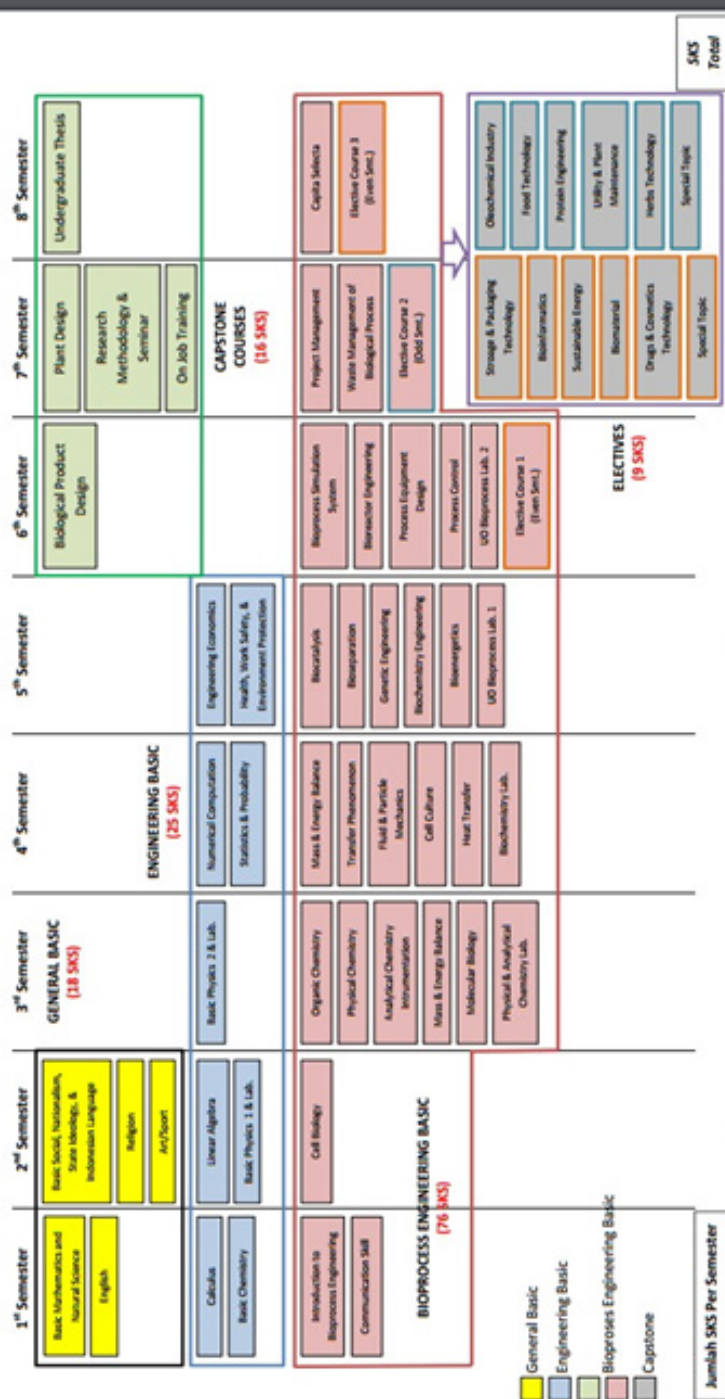 1st Semester
2nd Semester
3rd Semester
4th Semester
5th Semester
6th Semester
7th Semester
8th Semester
Basic Mathematics and
Natural Science
English
Basic Social, Nationalism,
State Ideology, &
Indonesian Language
Religion
Art/Sport
GENERAL BASIC
(18 SKS)
ENGINEERING BASIC
(25 SKS)
Biological Product
Design
Plant Design
Research
Methodology &
Seminar
On Job Training
Undergraduate Thesis
CAPSTONE
COURSES
(16 SKS)
Calculus
Basic Chemistry
Linear Algebra
Basic Physics 1 & Lab.
Basic Physics 2 & Lab.
Numerical Computation
Statistics & Probability
Engineering Economics
Health, Work Safety, &
Environment Protection
Introduction to
Bioprocess Engineering
Communication Skill
Cell Biology
Organic Chemistry
Physical Chemistry
Analytical Chemistry
Intrumentation
Mass & Energy Balance
Molecular Biology
Physical & Analytical
Chemistry Lab.
Mass & Energy Balance
Transfer Phenomenon
Fluid & Particle
Mechanics
Cell Culture
Heat Transfer
Biochemistry Lab.
Biocatalysis
Bioseparation
Genetic Engineering
Biochemistry Engineering
Bioenergetics
UO Bioprocess Lab. 1
Bioprocess Simulation
System
Bioreactor Engineering
Process Equipment
Design
Process Control
UO Bioprocess Lab. 2
Elective Course 1
(Even Smt.)
Project Management
Waste Management of
Biological Process
Elective Course 2
(Odd Smt.)
Capita Selecta
Elective Course 3
(Even Smt.)
BIOPROCESS ENGINEERING BASIC
(76 SKS)
ELECTIVES
(9 SKS)
Stroage & Packaging
Technology
Bioinformatics
Sustainable Energy
Biomaterial
Drugs & Cosmetics
Technology
Special Topic
Oleochemical Industry
Food Technology
Protein Engineering
Utility & Plant
Maintenance
Herbs Technology
Special Topic
General Basic
Engineering Basic
Bioproses Engineering Basic
Capstone
Jumlah SKS Per Semester
SKS
Total